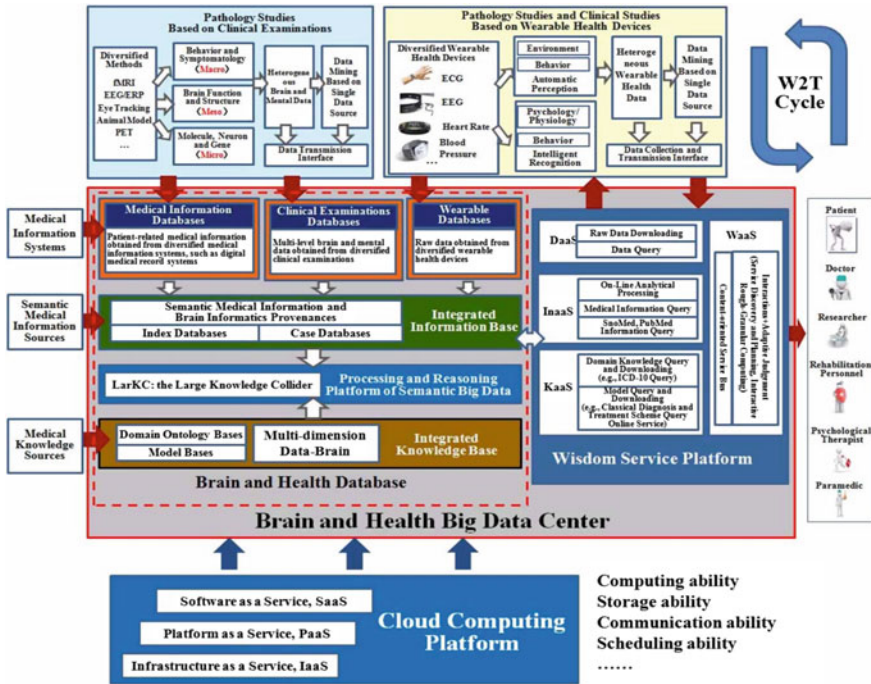 Pathology Studies
Based on Clinical Examinations
Diversified
Methods
fMRI
EEG/ERP
Eye Tracking
Animal Model
PET
...
Behavior and
Symptomatology
《Macro》
Brain Function
and Structure
《Meso》
Molecule, Neuron
and Gene
《Micro》
Heterogene
ous
Brain and
Mental Data
Data
Mining
Based on
Single
Data
Source
Data Transmission
Interface
Pathology Studies and Clinical Studies
Based on Wearable Health Devices
Diversified Wearable
Health Devices
ECG
EEG
Heart Rate
Blood
Pressure
...
Environment
Behavior
Automatic
Perception
Psychology/
Physiology
Behavior
Intelligent
Recognition
Heteroge
neous
Wearable
Health
Data
Data
Mining
Based on
Single
Data
Source
Data Collection and
Transmission Interface
W2T
Cycle
Medical
Information
Systems
Semantic
Medical
Information
Sources
Medical
Knowledge
Sources
Medical Information
Databases
Patient-related medical information
obtained from diversified medical
information systems, such as digital
medical record systems
Clinical Examinations
Databases
Multi-level brain and mental
data obtained from diversified
clinical examinations
Wearable
Databases
Raw data obtained from
diversified wearable
health devices
Semantic Medical Information and
Brain Informatics Provenances
Index Databases
Case Databases
Integrated
Information Base
LarKC: the Large Knowledge Collider
Processing and Reasoning
Platform of Semantic Big Data
Domain Ontology Bases
Model Bases
Multi-dimension
Data-Brain
Integrated
Knowledge Base
Brain and Health Database
Brain and Health Big Data Center
DaaS
Raw Data Downloading
Data Query
InaaS
On-Line Analytical
Processing
Medical Information Query
SnoMed, PubMed
Information Query
KaaS
Domain Knowledge Query
and Downloading
(e.g., ICD-10 Query)
Model Query and
Downloading
(e.g., Classical Diagnosis and
Treatment Scheme Query
Online Service)
WaaS
Interactions+Adaptive Judgement
(Service Discovery and Planning, Interactive
Rough-Granular Computing)
Content-oriented Service Bus
Wisdom Service Platform
Patient
Doctor
Researcher
Rehabilitation
Personnel
Psychological
Therapist
Paramedic
Software as a Service, SaaS
Platform as a Service, PaaS
Infrastructure as a Service, IaaS
Cloud Computing
Platform
Computing ability
Storage ability
Communication ability
Scheduling ability
......